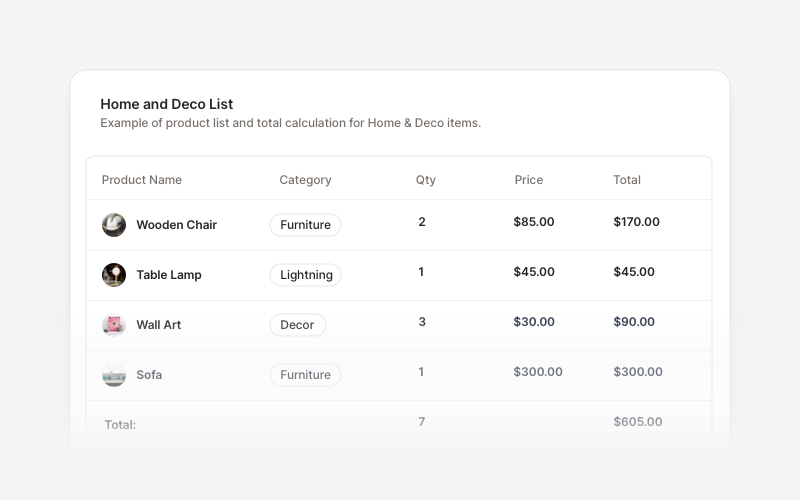 Home and Deco List
Example of product list and total calculation for Home & Deco items.
Product Name Category Qty Price Total
Wooden Chair Furniture 2 $85.00 $170.00
Table Lamp Lightning 1 $45.00 $45.00
Wall Art Decor 3 $30.00 $90.00
Sofa Furniture 1 $300.00 $300.00
Total: 7 $605.00